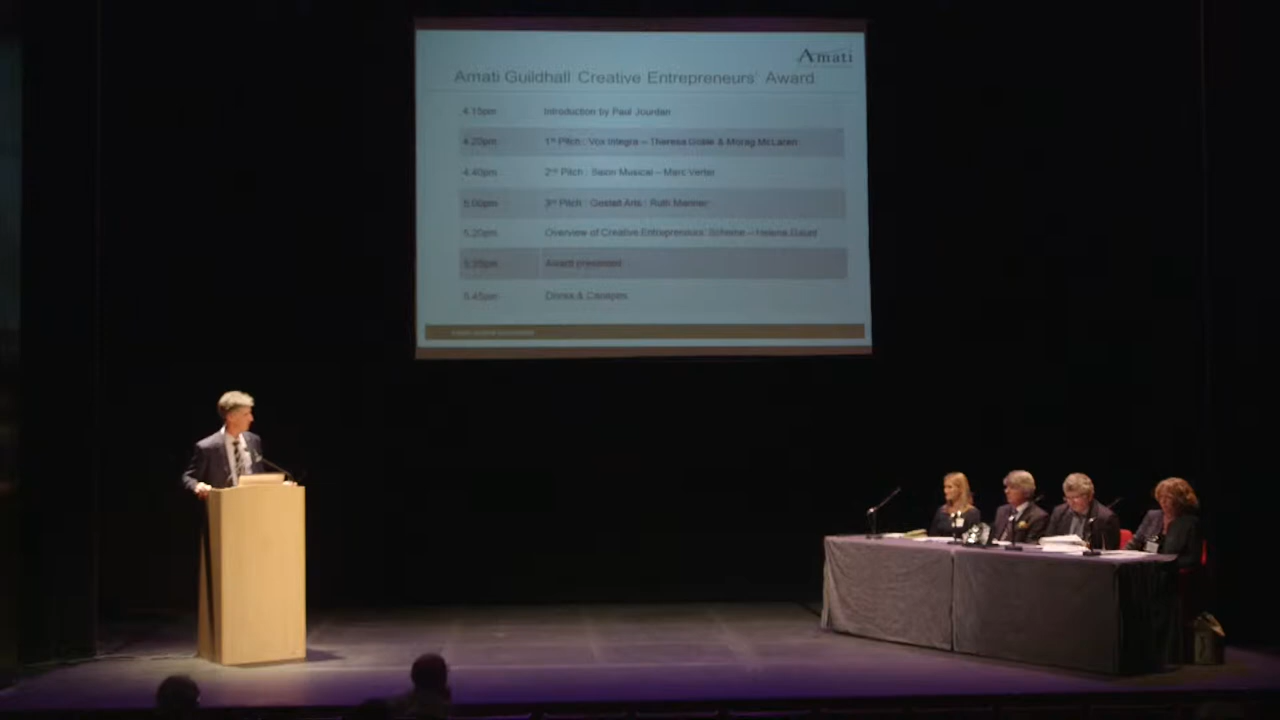 Amati
Amati Guildhall Creative Entrepreneurs' Award
4.15pm Introduction by Paul Jourdan
4.20pm 1st Pitch : Vox Integra – Theresa Goble & Morag McLaren
4.40pm 2nd Pitch : Salon Musical – Marc Verter
5.00pm 3rd Pitch : Gestalt Arts : Ruth Mariner
5.20pm Overview of Creative Entrepreneurs' Scheme – Helena Gaunt
Award presented
5.45pm Drinks & Canapes